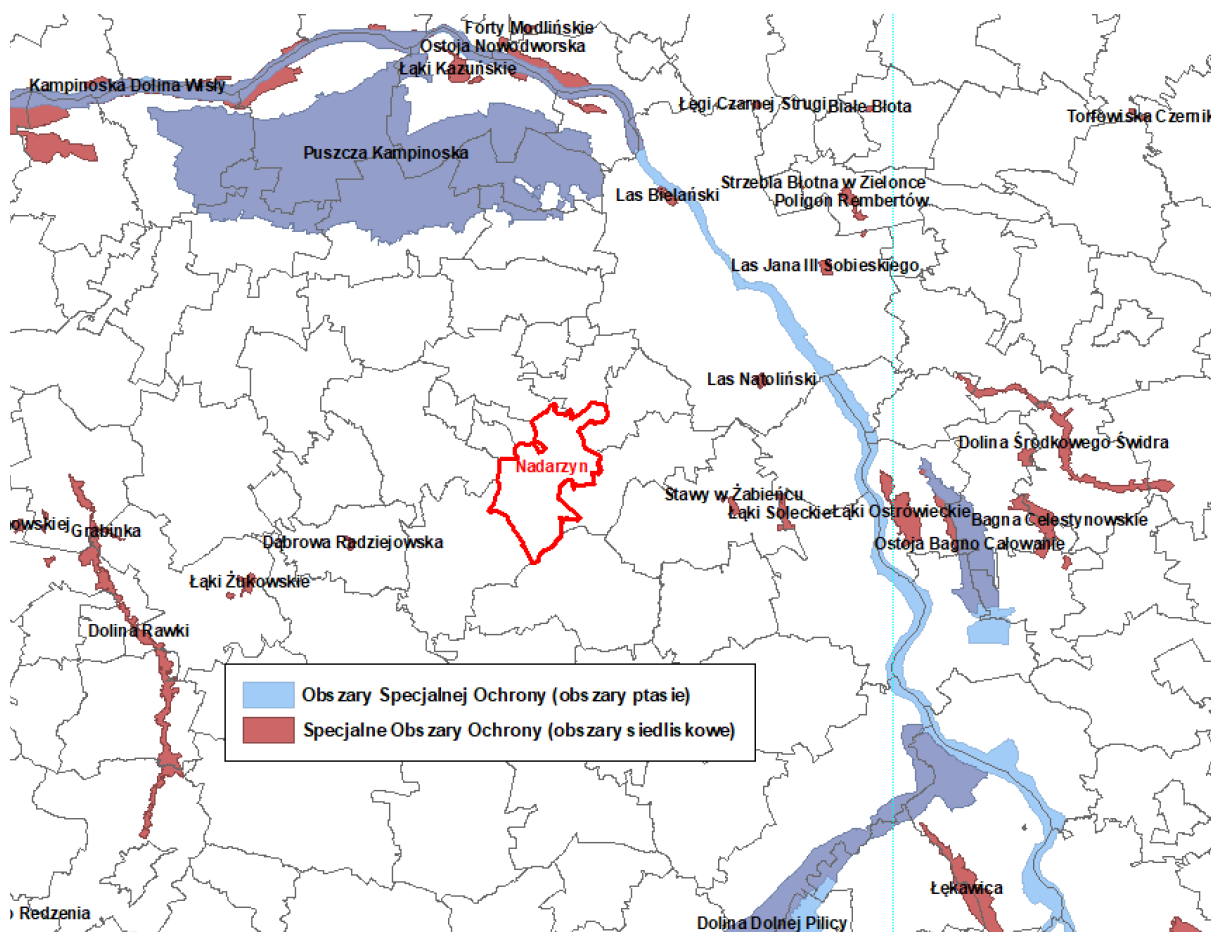 Forty Modlińskie
Ostoja Nowodworska
Łąki Kazuńskie
Kampinoska Dolina Wisły
Łęgi Czarnej Strugi
Białe Błota
Torfowiska Czernik
Puszcza Kampinoska
Strzebla Błotna w Zielonce
Las Bielański
Poligon Rembertów
Las Jana III Sobieskiego
Las Natoliński
Dolina Środkowego Świdra
Nadarzyn
Stawy w Żabieńcu
Łąki Soleckie
Łąki Ostrówieckie
Bagna Celestynowskie
owskiej
Grabinka
Dąbrowa Radziejowska
Ostoja Bagno Całowanie
Łąki Żukowskie
Dolina Rawki
Obszary Specjalnej Ochrony (obszary ptasie)
Specjalne Obszary Ochrony (obszary siedliskowe)
Łękawica
o Redzenia
Dolina Dolnej Pilicy